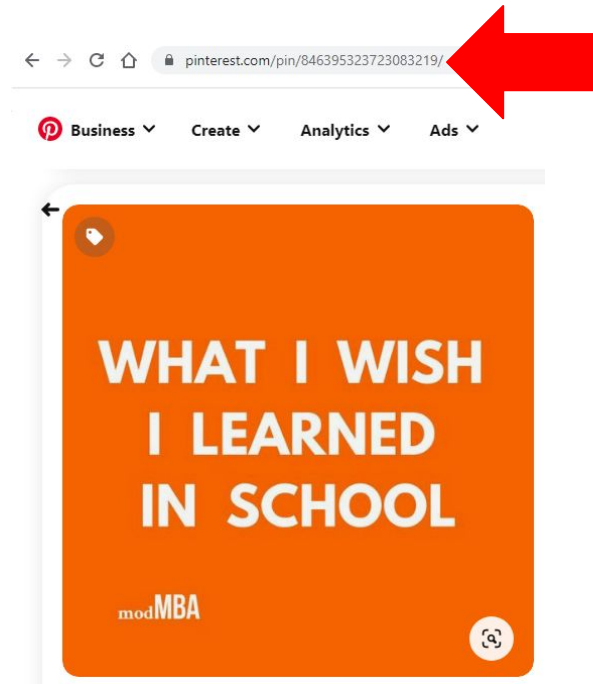 pinterest.com/pin/846395323723083219/
Business Create Analytics Ads
WHAT I WISH
I LEARNED
IN SCHOOL
modMBA